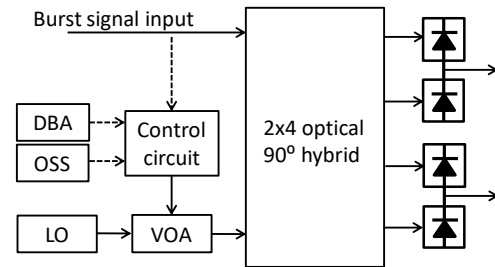 Burst signal input
DBA
OSS
Control
circuit
LO
VOA
2x4 optical
90º hybrid